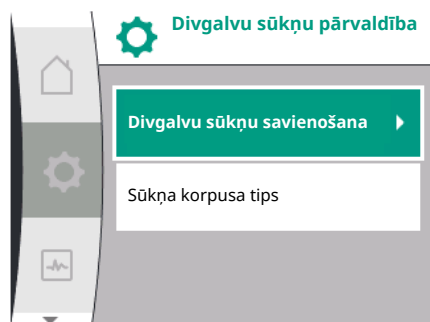 Divgalvu sūkņu pārvaldība
Divgalvu sūkņu savienošana
Sūkņa korpusa tips